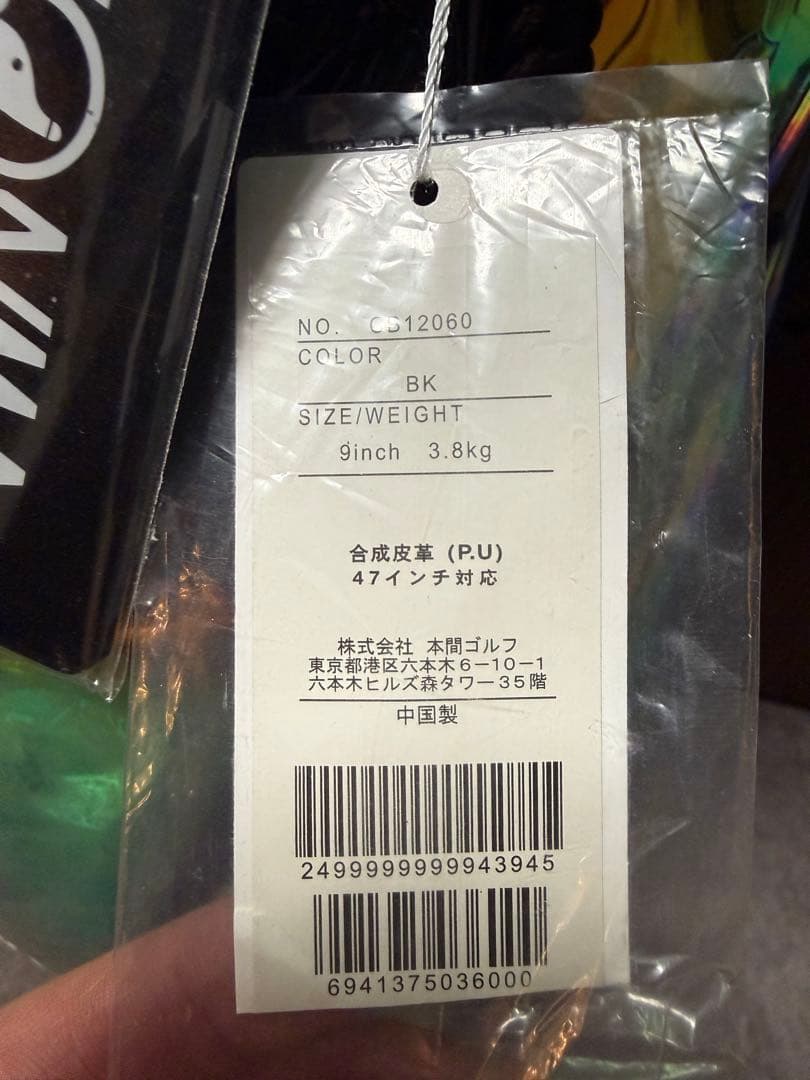 NO. CB12060
COLOR
BK
SIZE/WEIGHT
9inch 3.8kg
合成皮革 (P.U)
47インチ対応
株式会社 本間ゴルフ
東京都港区六本木6-10-1
六本木ヒルズ森タワー35階
中国製
2499999999943945
6941375036000